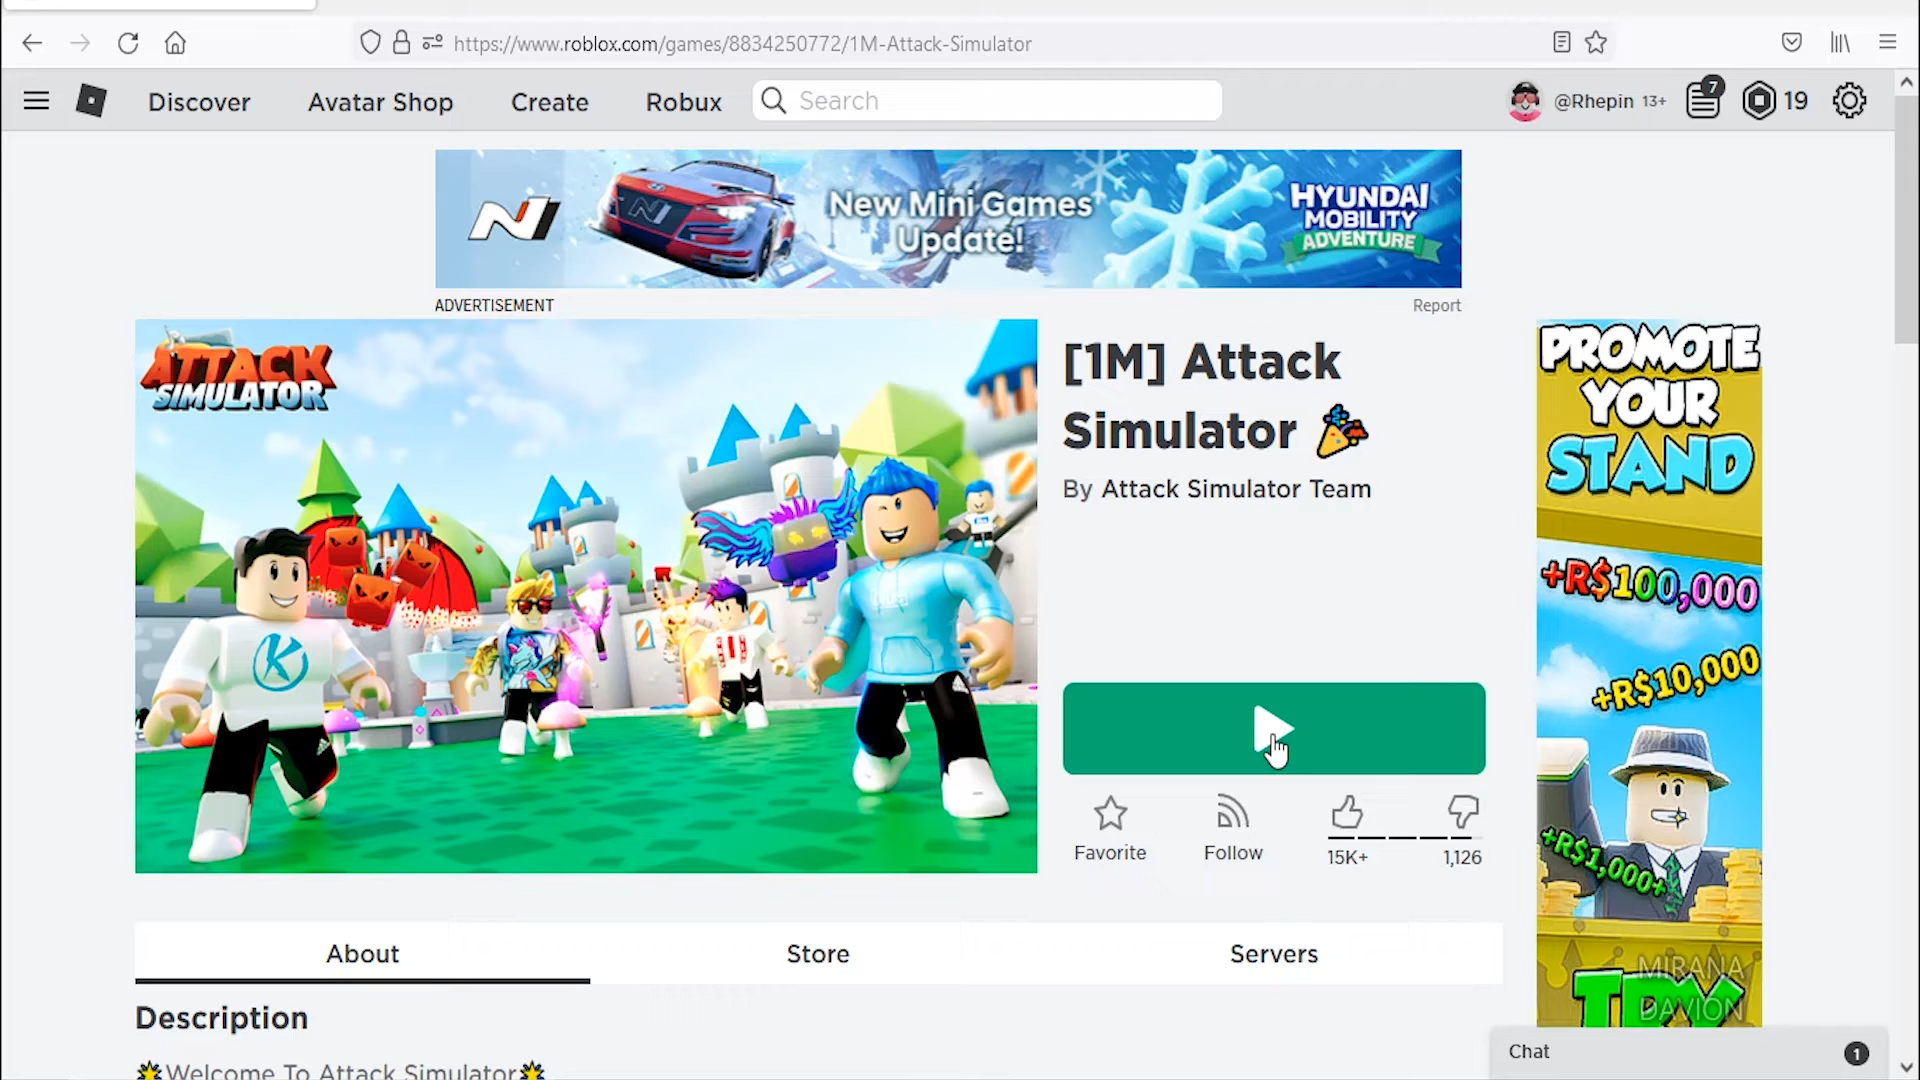 https://www.roblox.com/games/8834250772/1M-Attack-Simulator
Discover
Avatar Shop
Create
Robux
Search
@Rhepin 13+
7
19
N
New Mini Games
Update!
HYUNDAI
MOBILITY
ADVENTURE
ADVERTISEMENT
Report
ATTACK
SIMULATOR
K
[1M] Attack
Simulator
By Attack Simulator Team
Favorite
Follow
15K+
1,126
PROMOTE
YOUR
STAND
+R$100,000
+R$10,000
+R$1,000+
TRY
MIRANA
DAVION
About
Store
Servers
Description
Welcome To Attack Simulator
Chat
1